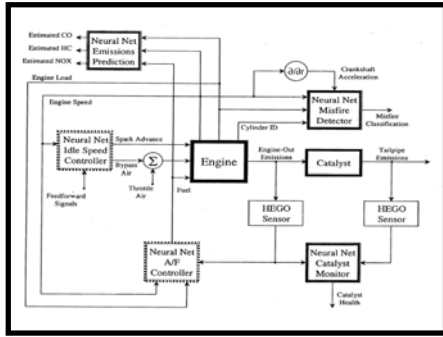 Estimated CO
Estimated HC
Estimated NOX
Neural Net
Emissions
Prediction
Engine Load
Engine Speed
∂/∂t
Crankshaft
Acceleration
Neural Net
Misfire
Detector
Misfire
Classification
Cylinder ID
Neural Net
Idle Speed
Controller
Spark Advance
Bypass
Air
Σ
Throttle
Air
Feedforward
Signals
Engine
Fuel
Engine-Out
Emissions
Catalyst
Tailpipe
Emissions
HEGO
Sensor
HEGO
Sensor
Neural Net
A/F
Controller
Neural Net
Catalyst
Monitor
Catalyst
Health